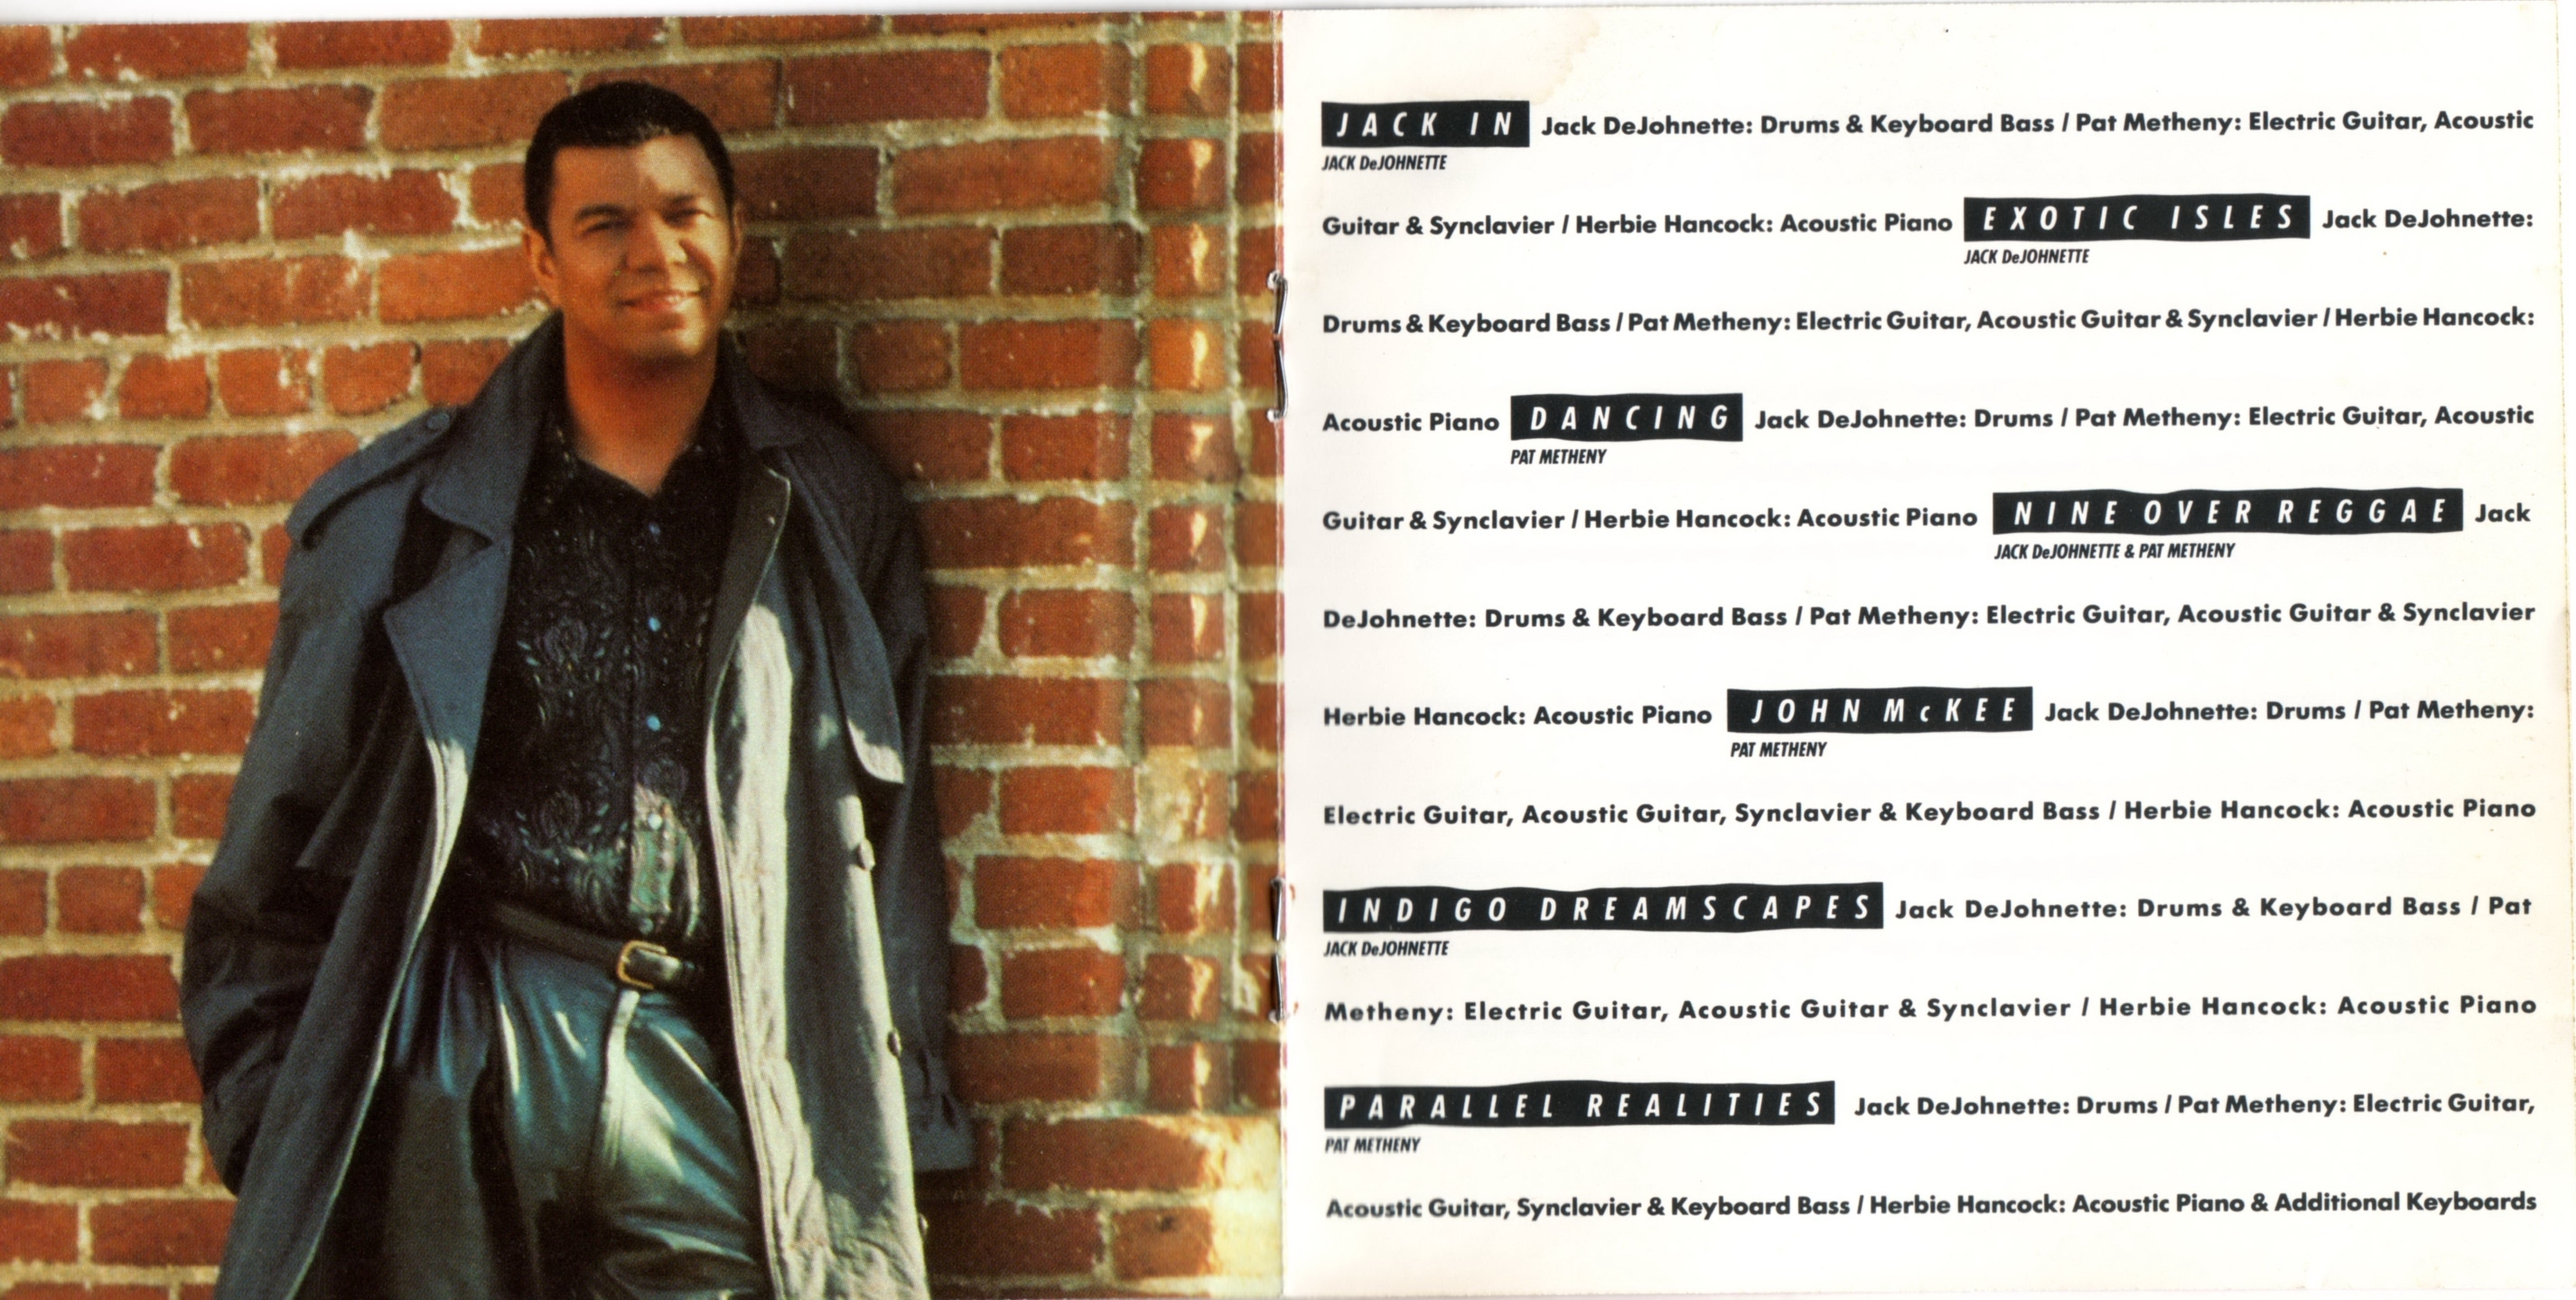 JACK IN Jack DeJohnette: Drums & Keyboard Bass / Pat Metheny: Electric Guitar, Acoustic
JACK DeJOHNETTE
Guitar & Synclavier / Herbie Hancock: Acoustic Piano EXOTIC ISLES Jack DeJohnette:
JACK DeJOHNETTE
Drums & Keyboard Bass / Pat Metheny: Electric Guitar, Acoustic Guitar & Synclavier / Herbie Hancock:
Acoustic Piano DANCING Jack DeJohnette: Drums / Pat Metheny: Electric Guitar, Acoustic
PAT METHENY
Guitar & Synclavier / Herbie Hancock: Acoustic Piano NINE OVER REGGAE Jack
JACK DeJOHNETTE & PAT METHENY
DeJohnette: Drums & Keyboard Bass / Pat Metheny: Electric Guitar, Acoustic Guitar & Synclavier
Herbie Hancock: Acoustic Piano JOHN McKEE Jack DeJohnette: Drums / Pat Metheny:
PAT METHENY
Electric Guitar, Acoustic Guitar, Synclavier & Keyboard Bass / Herbie Hancock: Acoustic Piano
INDIGO DREAMSCAPES Jack DeJohnette: Drums & Keyboard Bass / Pat
JACK DeJOHNETTE
Metheny: Electric Guitar, Acoustic Guitar & Synclavier / Herbie Hancock: Acoustic Piano
PARALLEL REALITIES Jack DeJohnette: Drums / Pat Metheny: Electric Guitar,
PAT METHENY
Acoustic Guitar, Synclavier & Keyboard Bass / Herbie Hancock: Acoustic Piano & Additional Keyboards